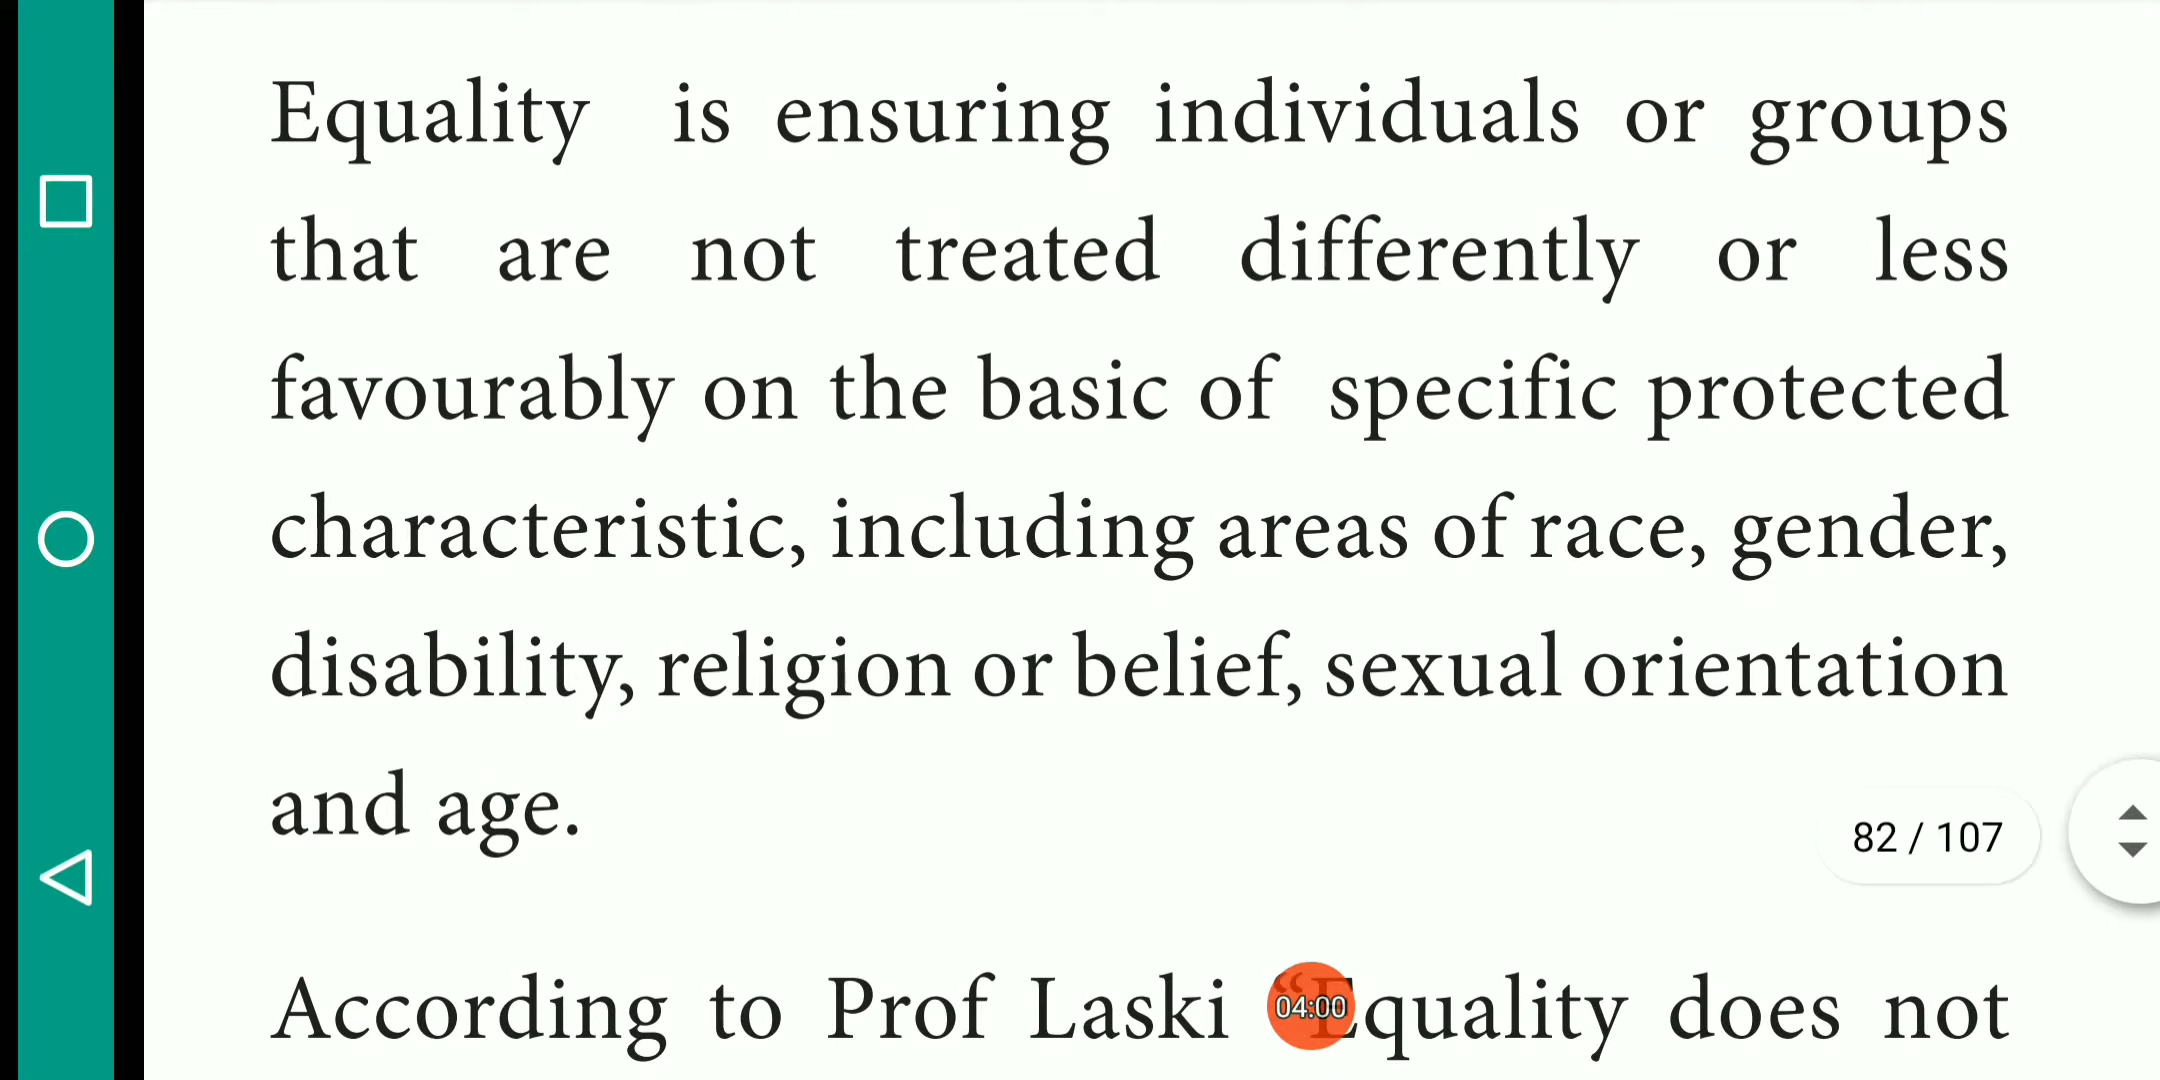 Equality is ensuring individuals or groups
that are not treated differently or less
favourably on the basic of specific protected
characteristic, including areas of race, gender,
disability, religion or belief, sexual orientation
and age.
82 / 107
According to Prof Laski “Equality does not
04:00